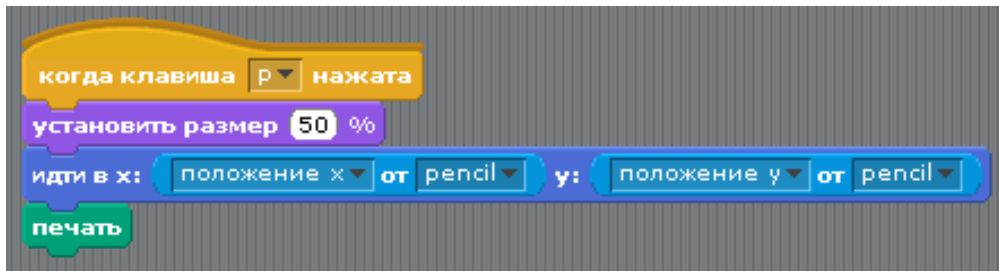 когда клавиша p нажата
установить размер 50 %
идти в x: положение x от pencil y: положение y от pencil
печать